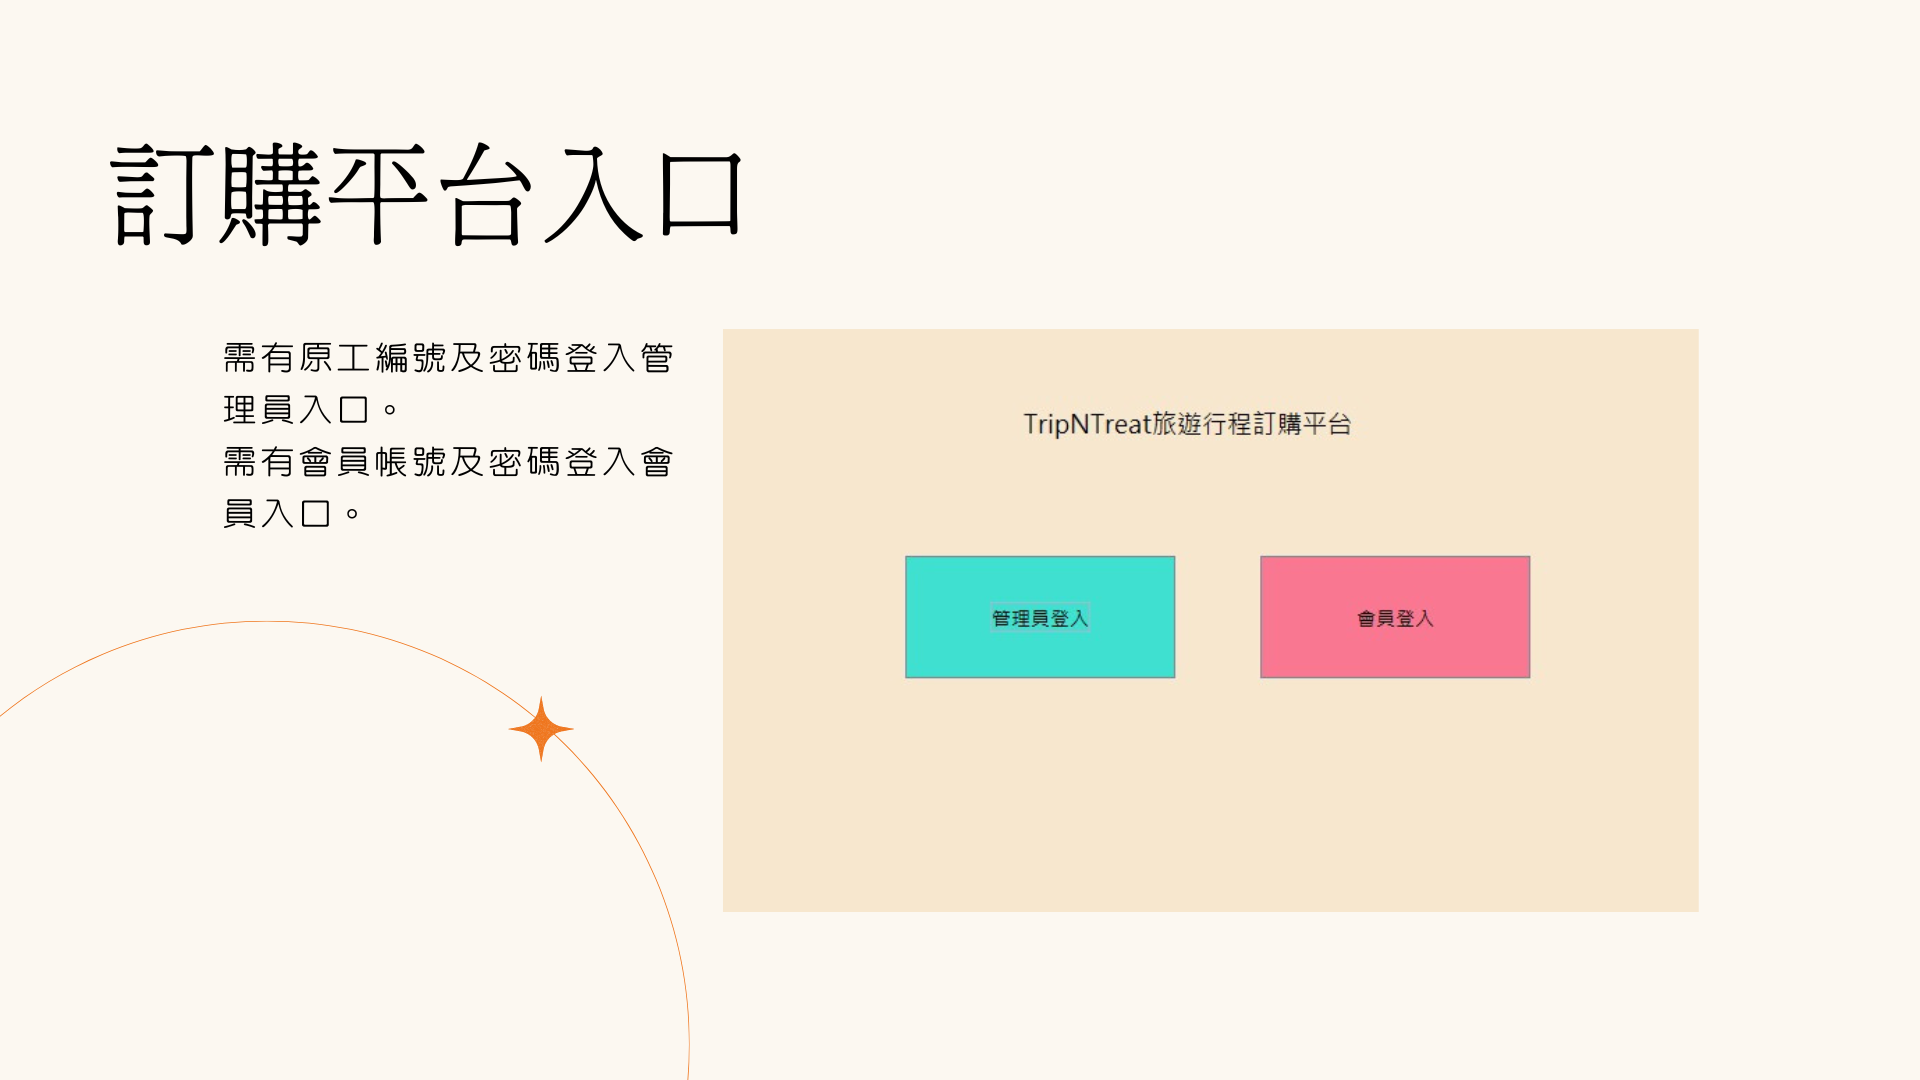 訂購平台入口
需有原工編號及密碼登入管
理員入口。
需有會員帳號及密碼登入會
員入口。
TripNTreat旅遊行程訂購平台
管理員登入
會員登入